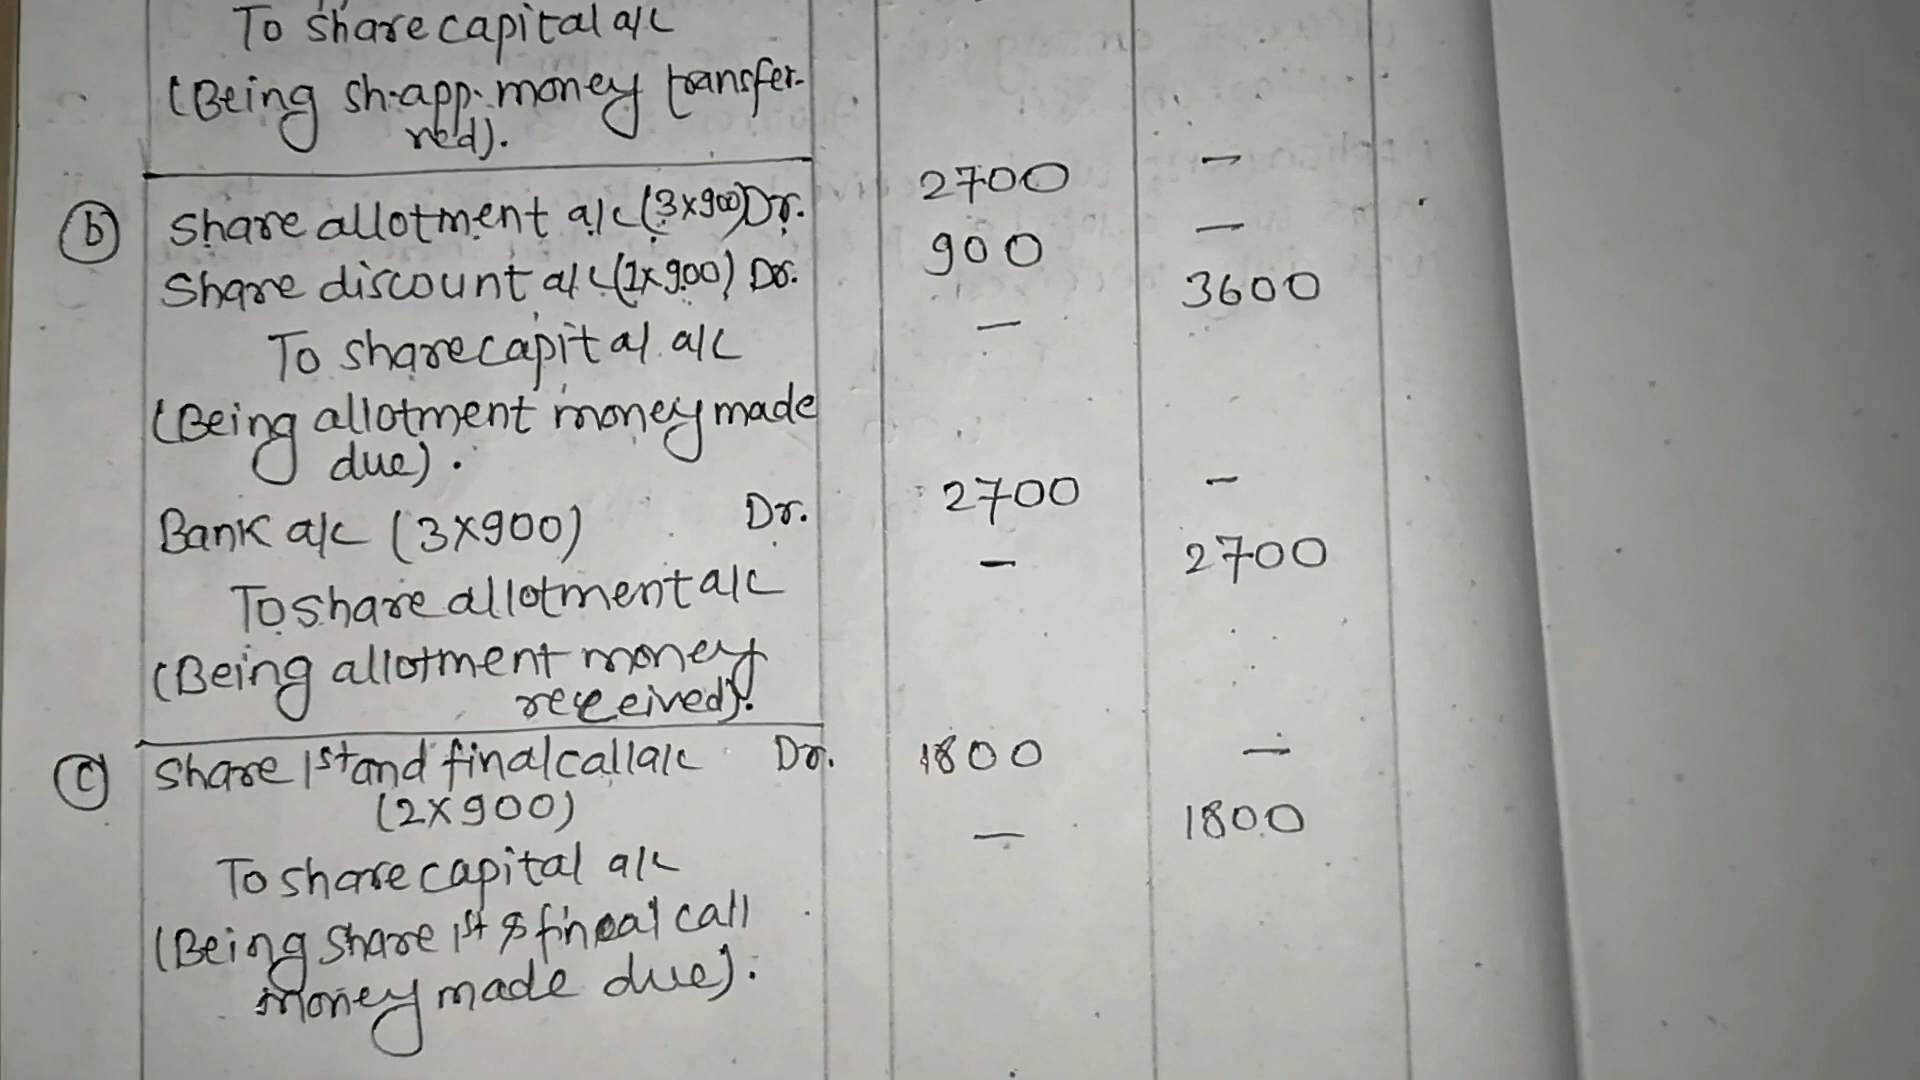 To share capital a/c
(Being sh.app. money transfer-
red).
2700 —
(b) Share allotment a/c (3x900) Dr.
900 —
Share discount a/c (1x900) Dr.
— 3600
To share capital a/c
(Being allotment money made
due).
2700 —
Bank a/c (3x900) Dr.
— 2700
To share allotment a/c
(Being allotment money
received).
(c) Share 1st and final call a/c Dr. 1800 —
(2x900)
— 1800
To share capital a/c
(Being share 1st & final call
money made due).